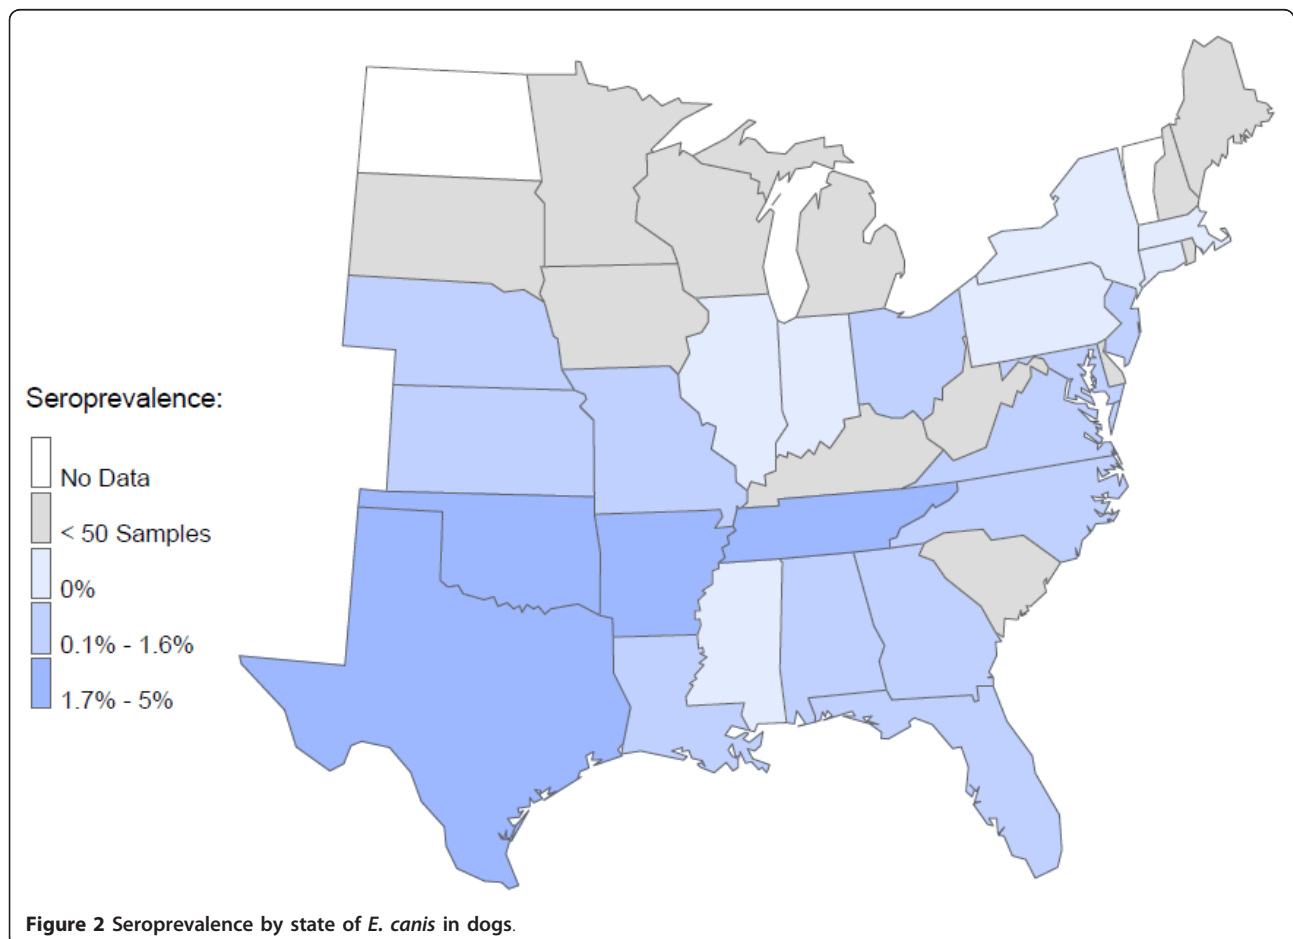 Seroprevalence:
No Data
< 50 Samples
0%
0.1% - 1.6%
1.7% - 5%
Figure 2 Seroprevalence by state of E. canis in dogs.